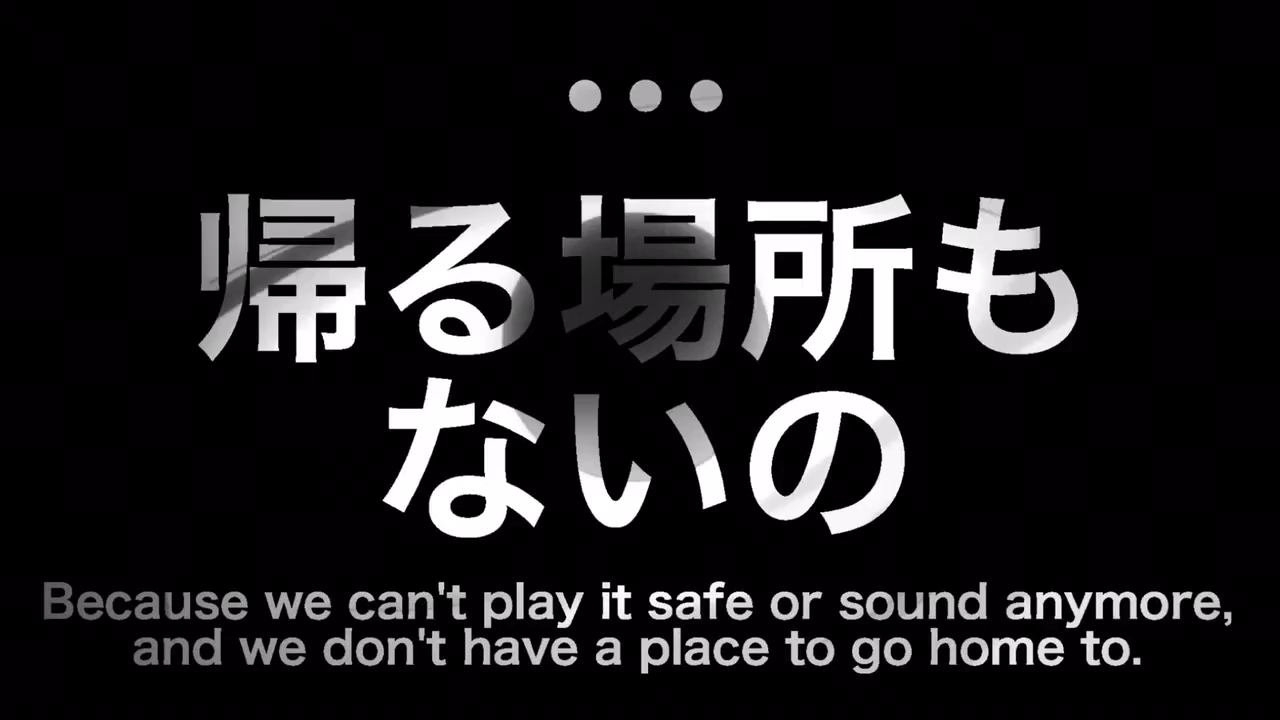 •••
帰る場所も
ないの
Because we can't play it safe or sound anymore,
and we don't have a place to go home to.